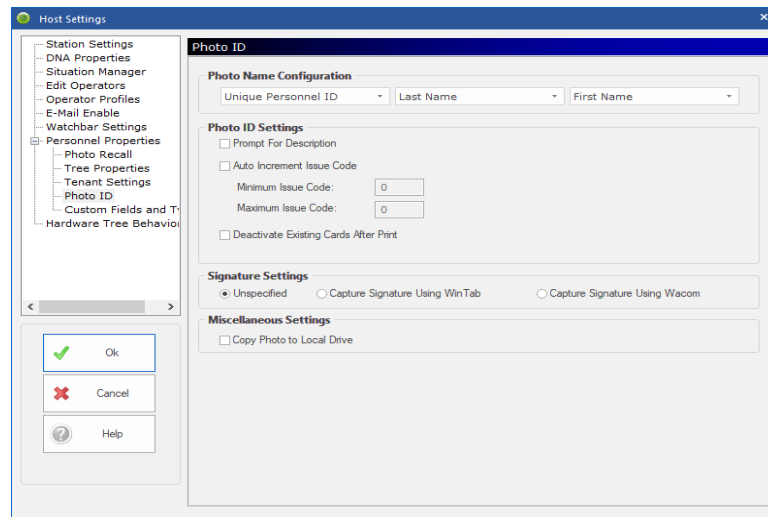 Host Settings
Station Settings
DNA Properties
Situation Manager
Edit Operators
Operator Profiles
E-Mail Enable
Watchbar Settings
Personnel Properties
Photo Recall
Tree Properties
Tenant Settings
Photo ID
Custom Fields and T
Hardware Tree Behavio
Ok
Cancel
Help
Photo ID
Photo Name Configuration
Unique Personnel ID Last Name First Name
Photo ID Settings
Prompt For Description
Auto Increment Issue Code
Minimum Issue Code: 0
Maximum Issue Code: 0
Deactivate Existing Cards After Print
Signature Settings
Unspecified Capture Signature Using WinTab Capture Signature Using Wacom
Miscellaneous Settings
Copy Photo to Local Drive